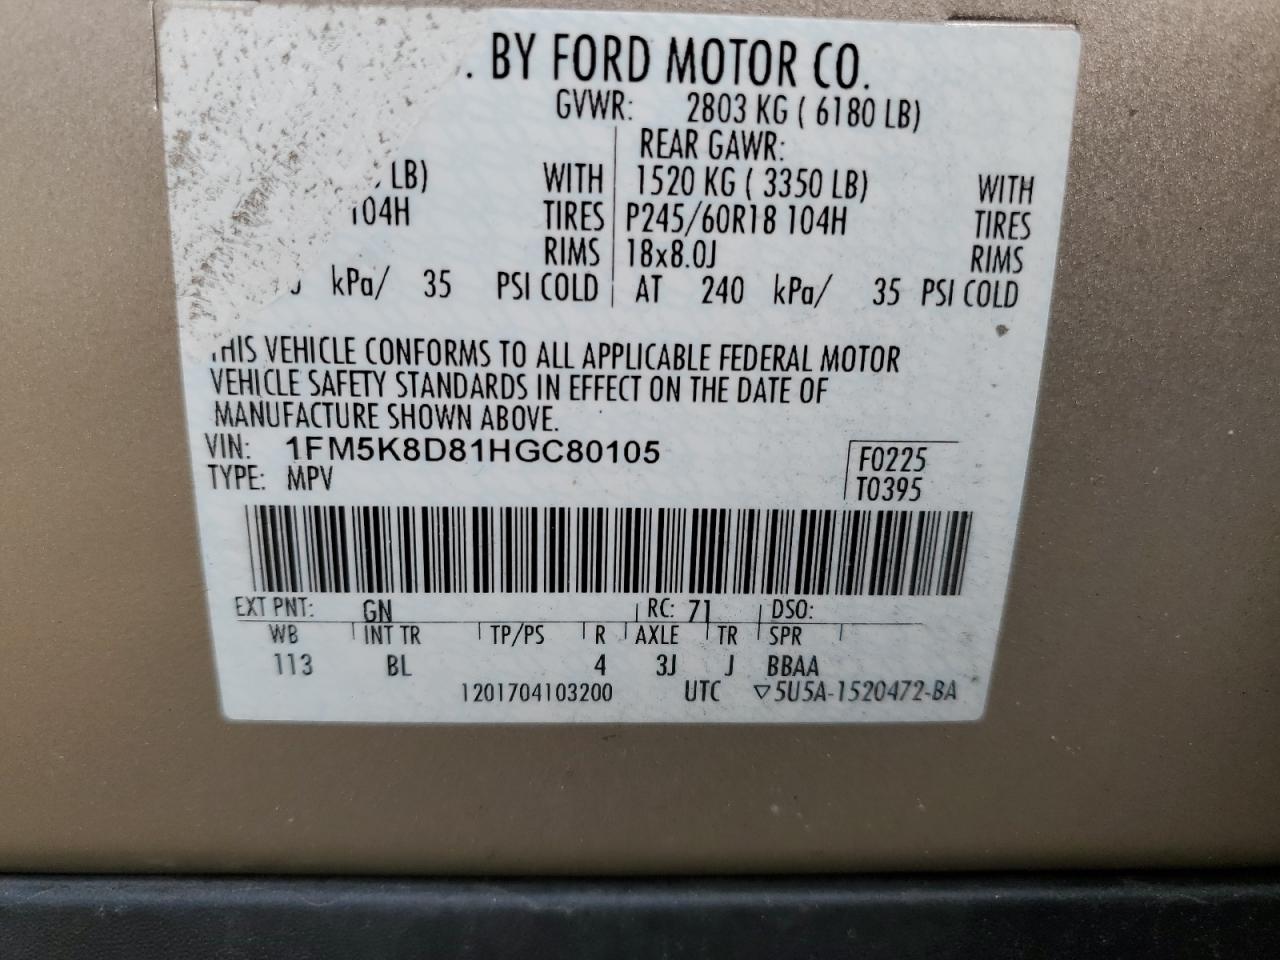 BY FORD MOTOR CO.
GVWR: 2803 KG ( 6180 LB)
REAR GAWR:
LB) WITH 1520 KG ( 3350 LB) WITH
104H TIRES P245/60R18 104H TIRES
RIMS 18x8.0J RIMS
kPa/ 35 PSI COLD AT 240 kPa/ 35 PSI COLD
THIS VEHICLE CONFORMS TO ALL APPLICABLE FEDERAL MOTOR
VEHICLE SAFETY STANDARDS IN EFFECT ON THE DATE OF
MANUFACTURE SHOWN ABOVE.
VIN: 1FM5K8D81HGC80105
F0225
TYPE: MPV
T0395
EXT PNT: GN RC: 71 DSO:
WB INT TR TP/PS R AXLE TR SPR
113 BL 4 3J J BBAA
1201704103200 UTC ▽5U5A-1520472-BA